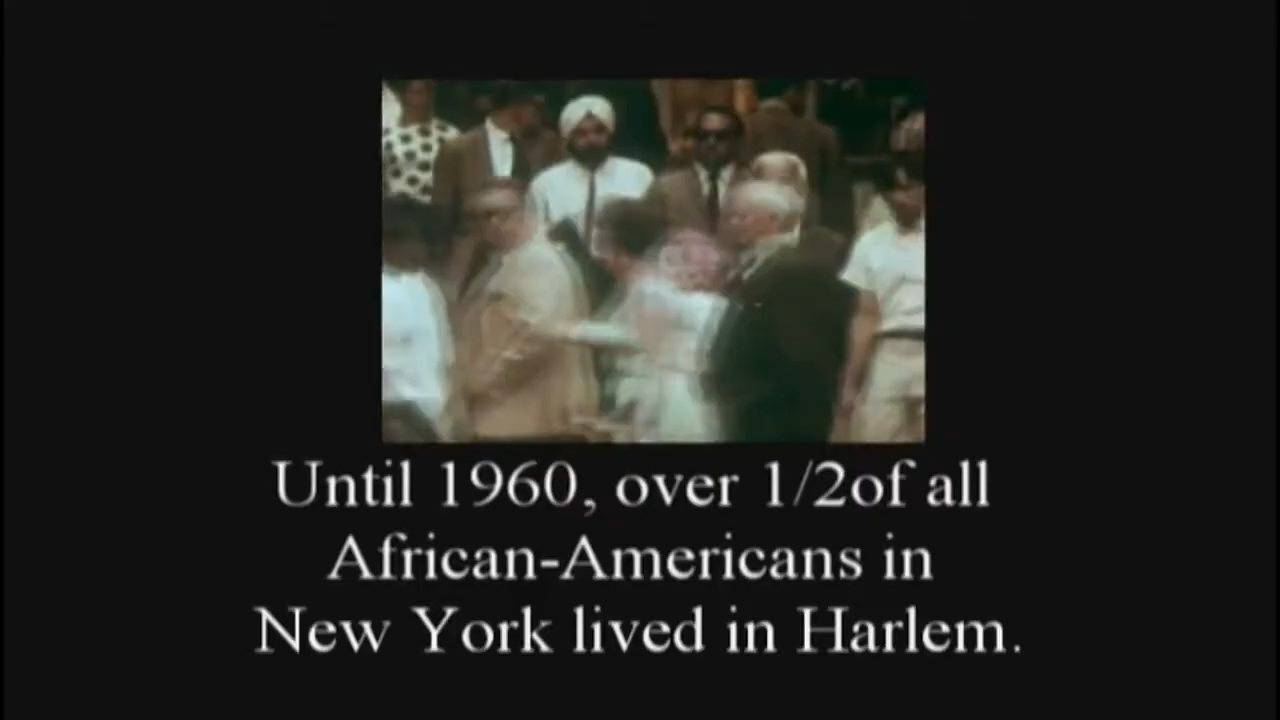 Until 1960, over 1/2of all
African-Americans in
New York lived in Harlem.